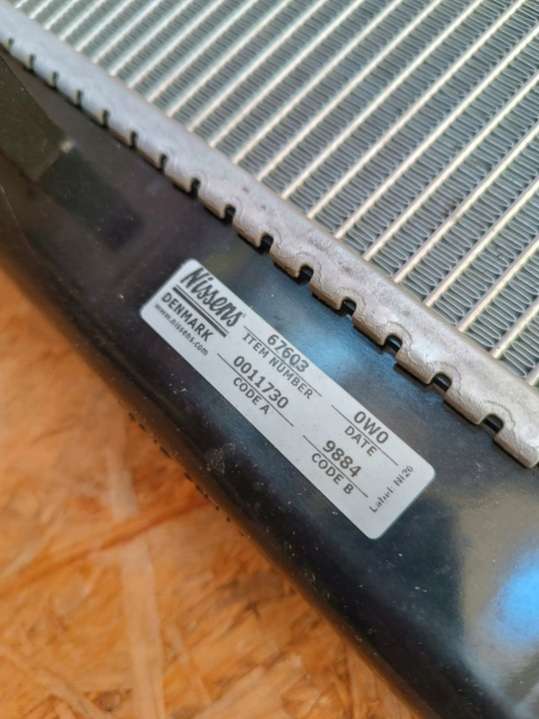 Nissens
DENMARK
www.nissens.com
67603
ITEM NUMBER
0W0
DATE
0011730
CODE A
9884
CODE B